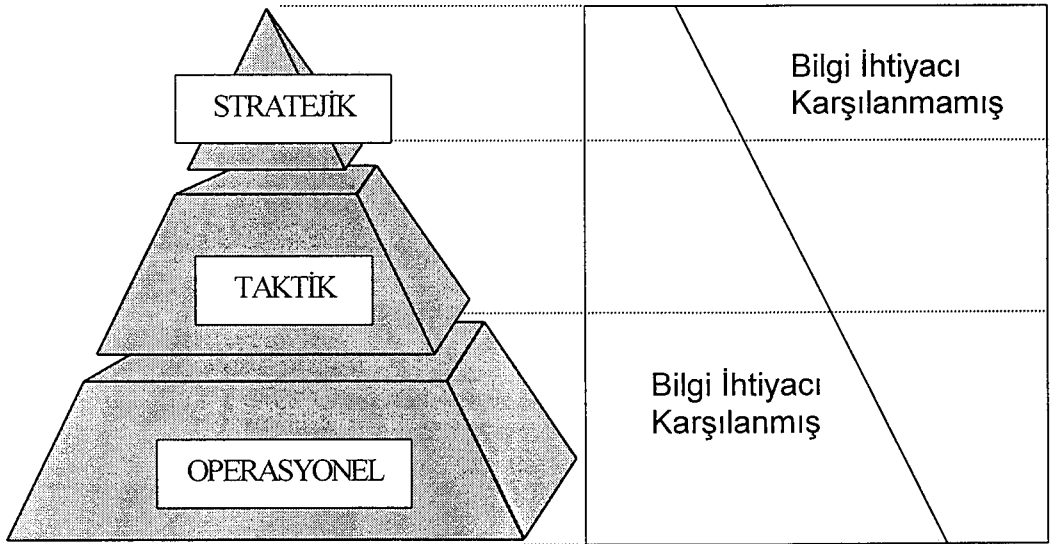 STRATEJİK
TAKTİK
OPERASYONEL
Bilgi İhtiyacı
Karşılanmamış
Bilgi İhtiyacı
Karşılanmış